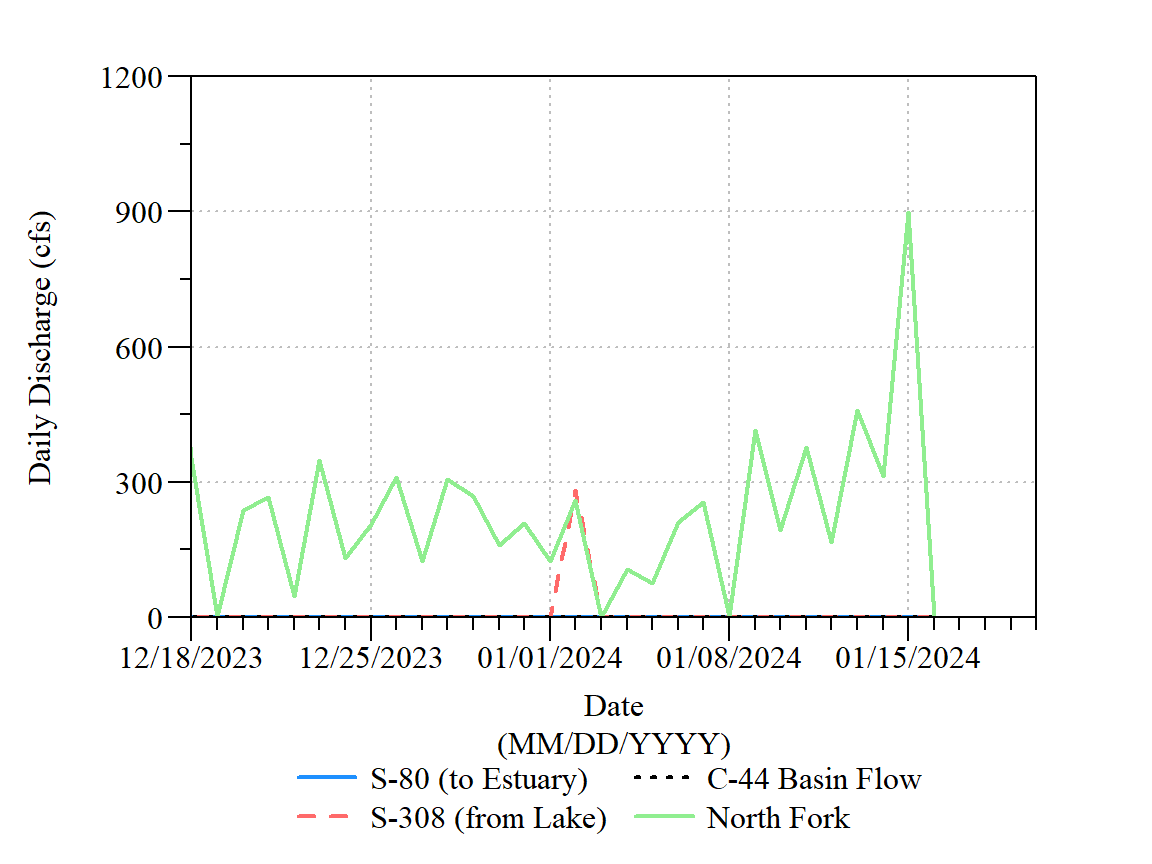 1200
900
600
300
0
Daily Discharge (cfs)
12/18/2023 12/25/2023 01/01/2024 01/08/2024 01/15/2024
Date
(MM/DD/YYYY)
S-80 (to Estuary) C-44 Basin Flow
S-308 (from Lake) North Fork